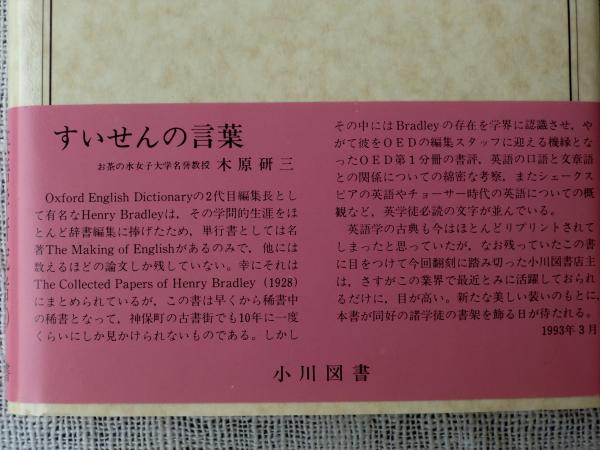 すいせんの言葉
お茶の水女子大学名誉教授 木原研三
Oxford English Dictionaryの2代目編集長とし
て有名なHenry Bradleyは，その学問的生涯をほ
とんど辞書編集に捧げたため，単行書としては名
著The Making of Englishがあるのみで，他には
数えるほどの論文しか残していない。幸にそれは
The Collected Papers of Henry Bradley (1928)
にまとめられているが，この書は早くから稀書中
の稀書となって，神保町の古書街でも10年に一度
くらいにしか見かけられないものである。しかし
その中にはBradleyの存在を学界に認識させ，や
がて彼をOEDの編集スタッフに迎える機縁とな
ったOED第1分冊の書評，英語の口語と文章語
との関係についての綿密な考察，またシェークス
ピアの英語やチョーサー時代の英語についての概
観など，英学徒必読の文字が並んでいる。
英語学の古典も今はほとんどリプリントされて
しまったと思っていたが，なお残っていたこの書
に目をつけて今回翻刻に踏み切った小川図書店主
は，さすがこの業界で最近とみに活躍しておられ
るだけに，目が高い。新たな美しい装いのもとに，
本書が同好の諸学徒の書架を飾る日が待たれる。
1993年3月
小川図書